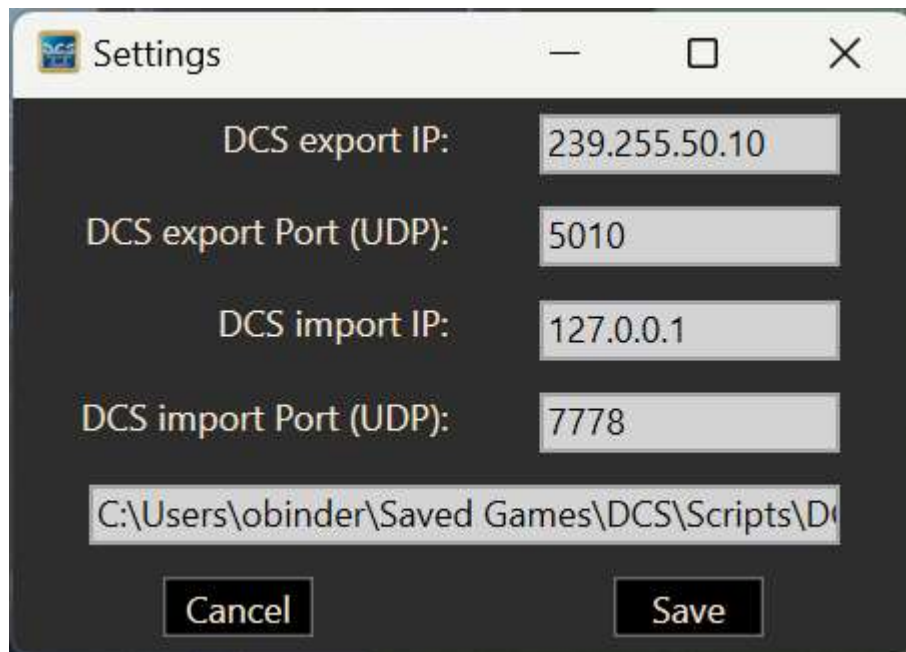 Settings
DCS export IP: 239.255.50.10
DCS export Port (UDP): 5010
DCS import IP: 127.0.0.1
DCS import Port (UDP): 7778
C:\Users\obinder\Saved Games\DCS\Scripts\D
Cancel Save